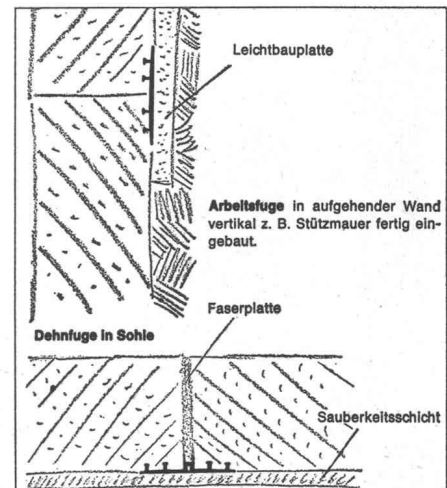 Leichtbauplatte
Arbeitsfuge in aufgehender Wand
vertikal z. B. Stützmauer fertig ein-
gebaut.
Faserplatte
Dehnfuge in Sohle
Sauberkeitsschicht